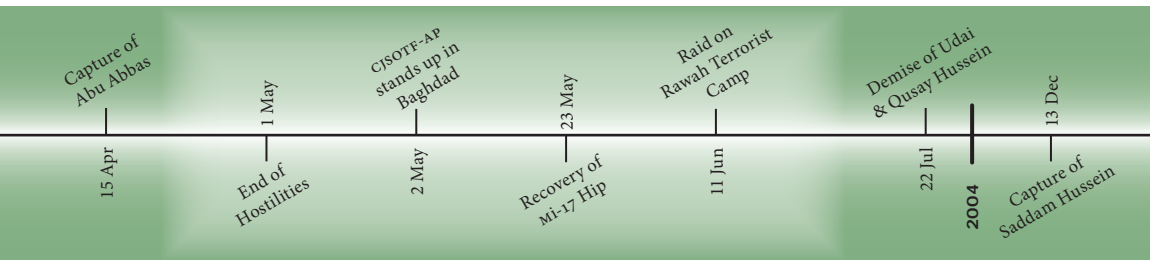 Capture of
Abu Abbas
15 Apr
1 May
End of
Hostilities
CJSOTF-AP
stands up in
Baghdad
2 May
23 May
Recovery of
Mi-17 Hip
Raid on
Rawah Terrorist
Camp
11 Jun
Demise of Udai
& Qusay Hussein
22 Jul
2004
13 Dec
Capture of
Saddam Hussein